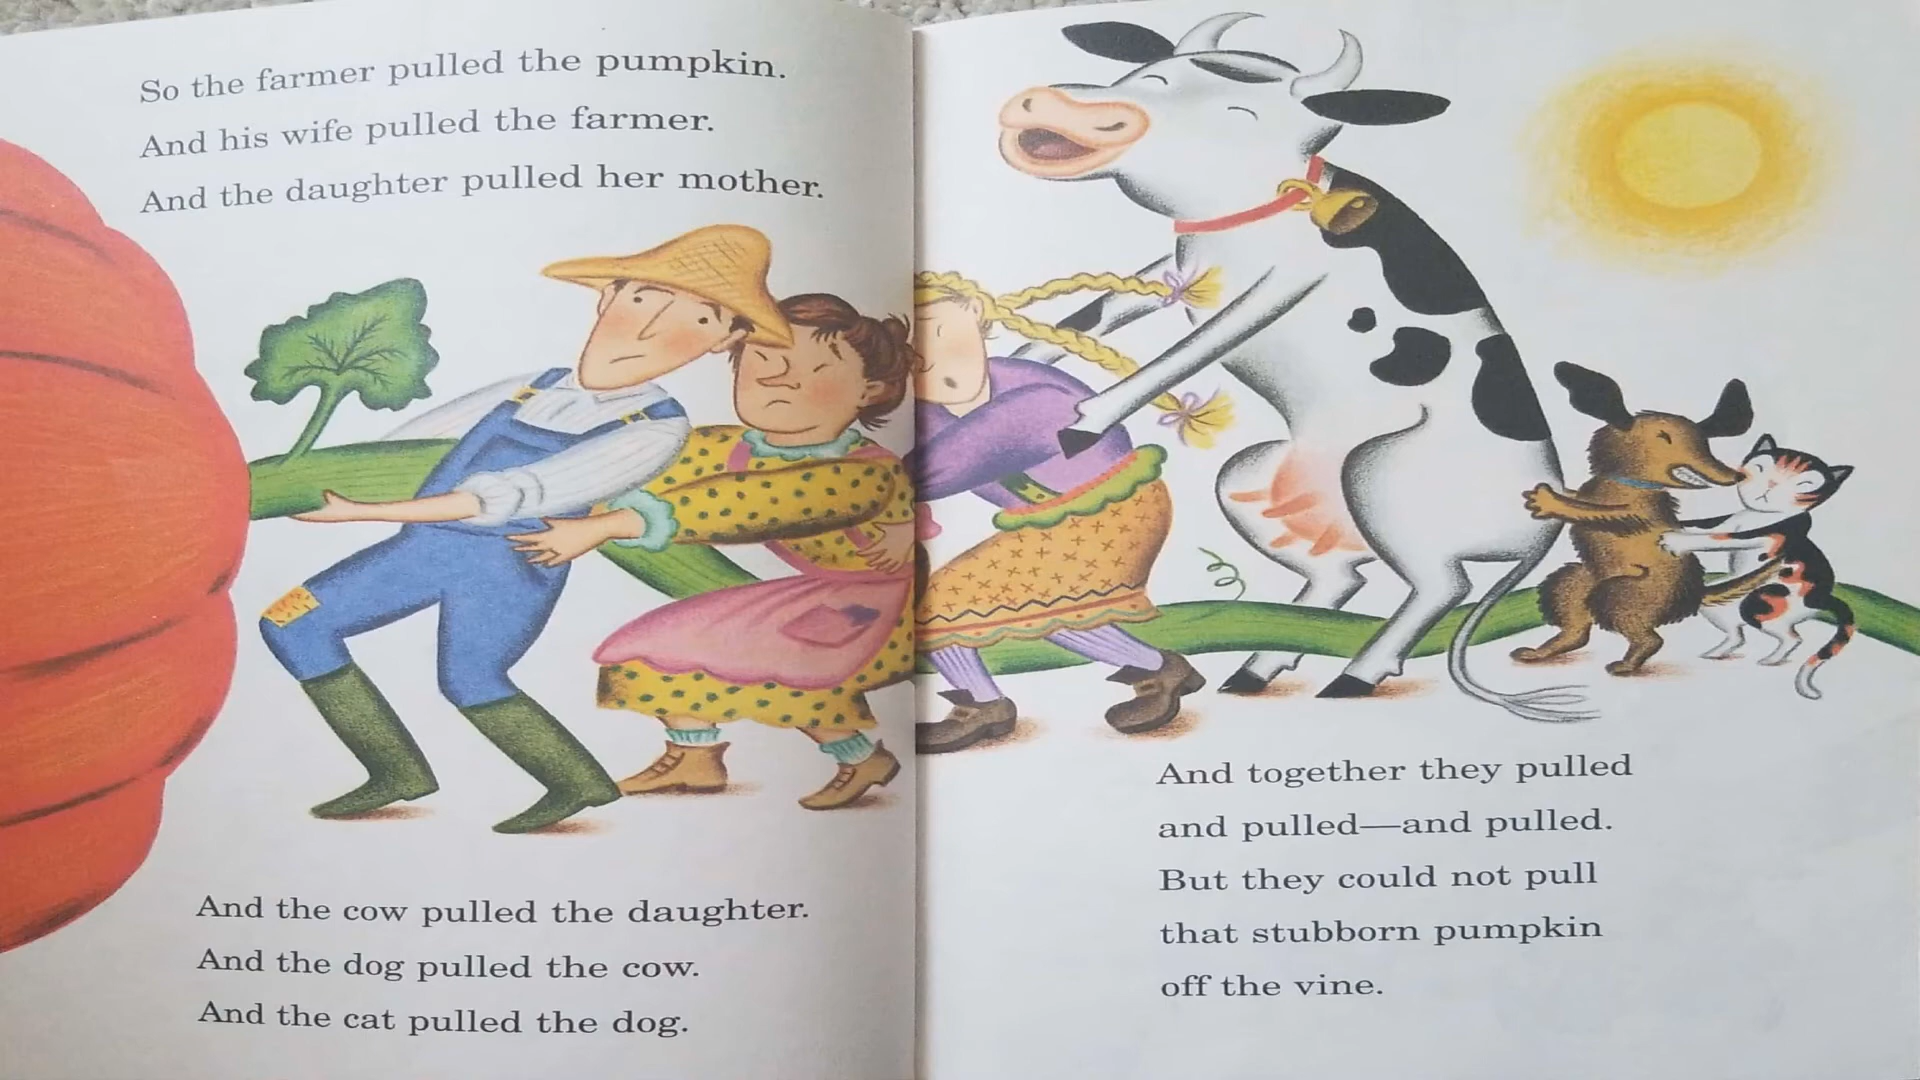 So the farmer pulled the pumpkin.
And his wife pulled the farmer.
And the daughter pulled her mother.
And the cow pulled the daughter.
And the dog pulled the cow.
And the cat pulled the dog.
And together they pulled
and pulled—and pulled.
But they could not pull
that stubborn pumpkin
off the vine.